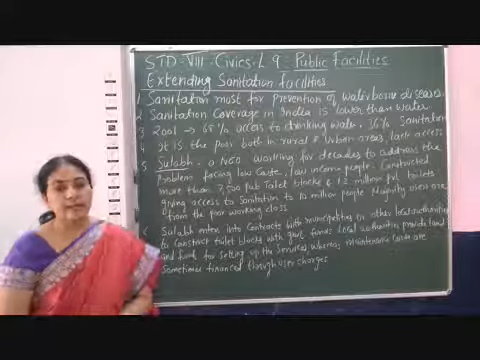 STD-VIII-Civics-L 9: Public Facilities
Extending Sanitation facilities
1 Sanitation must for prevention of waterborne diseases.
2 Sanitation Coverage in India is lower than water
3 2001 → 68% access to drinking water, 36% Sanitation
4 It is the poor both in rural & urban areas, lack access
5 Sulabh - a NGO working for decades to address the
problem facing low caste, low income people. Constructed
more than 7,500 pub toilet blocks & 1.2 million pvt toilets
giving access to sanitation to 10 million people Majority users are
from the poor working class
Sulabh enters into Contracts with municipalities or other local authorities
to Construct toilet blocks with govt funds Local authorities provide land
and funds for setting up the Services whereas maintenance costs are
Sometimes financed through user charges